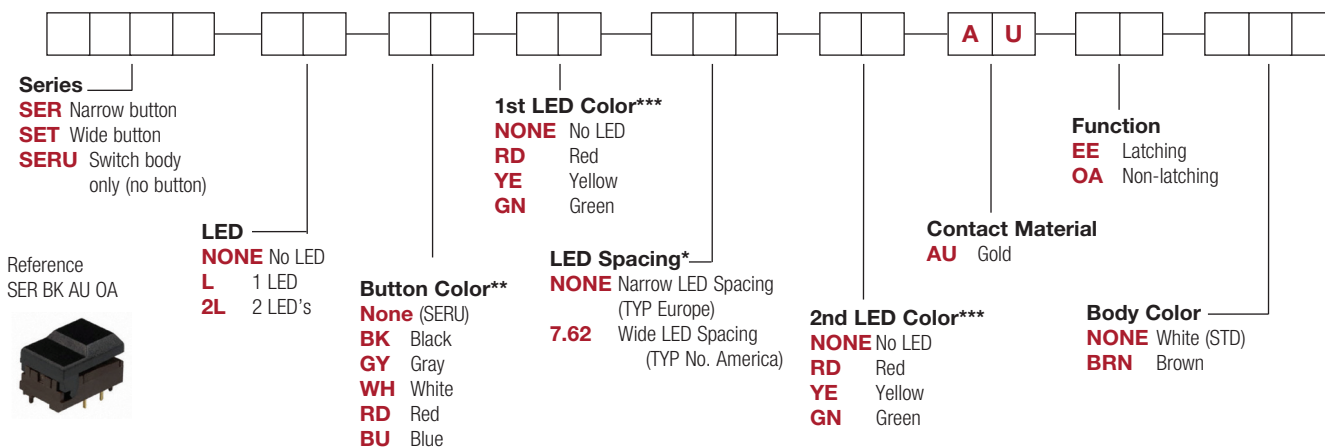 A U
Series
SER Narrow button
SET Wide button
SERU Switch body
only (no button)
LED
NONE No LED
L 1 LED
2L 2 LED's
Button Color**
None (SERU)
BK Black
GY Gray
WH White
RD Red
BU Blue
1st LED Color***
NONE No LED
RD Red
YE Yellow
GN Green
LED Spacing*
NONE Narrow LED Spacing
(TYP Europe)
7.62 Wide LED Spacing
(TYP No. America)
2nd LED Color***
NONE No LED
RD Red
YE Yellow
GN Green
Contact Material
AU Gold
Function
EE Latching
OA Non-latching
Body Color
NONE White (STD)
BRN Brown
Reference
SER BK AU OA